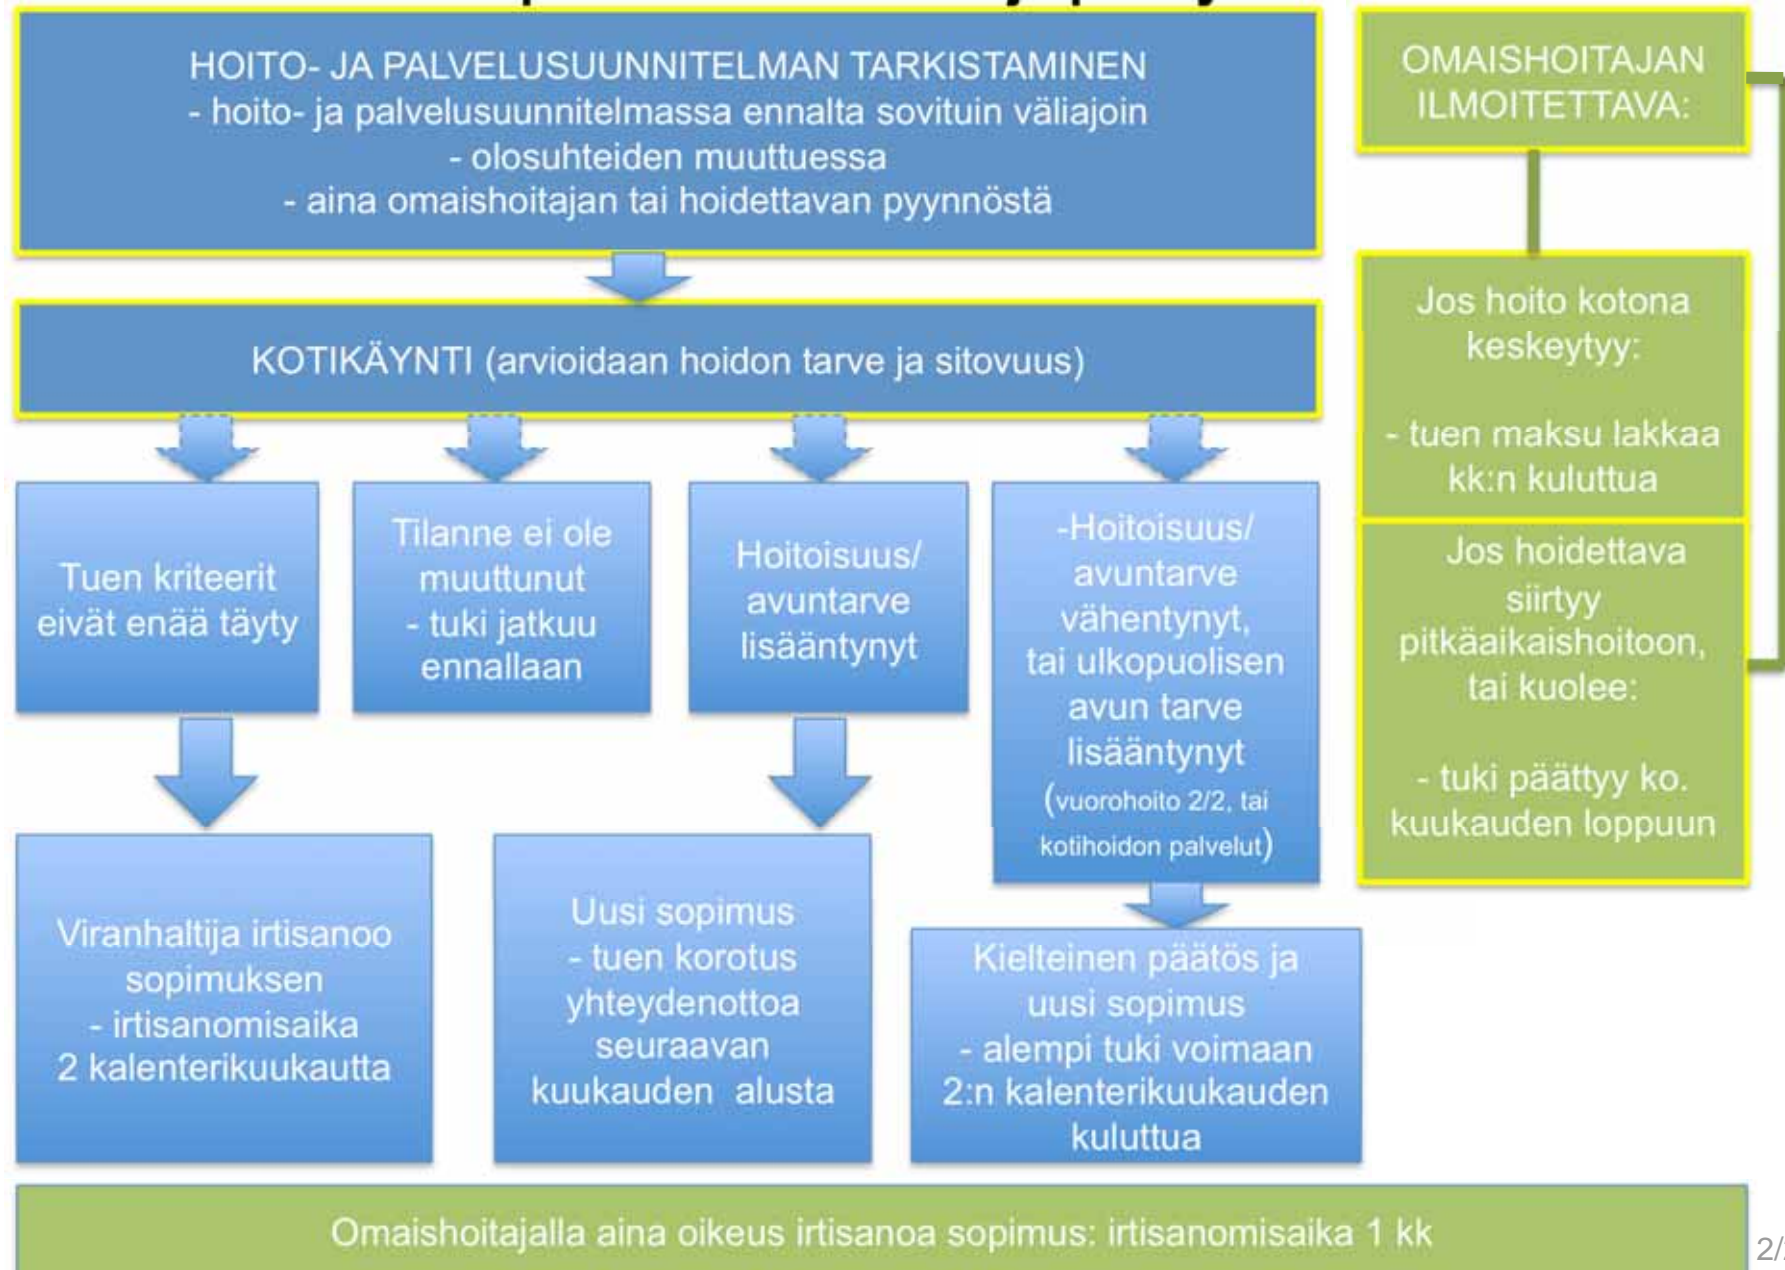 HOITO- JA PALVELUSUUNNITELMAN TARKISTAMINEN
- hoito- ja palvelusuunnitelmassa ennalta sovituin väliajoin
- olosuhteiden muuttuessa
- aina omaishoitajan tai hoidettavan pyynnöstä
KOTIKÄYNTI (arvioidaan hoidon tarve ja sitovuus)
Tuen kriteerit
eivät enää täyty
Tilanne ei ole
muuttunut
- tuki jatkuu
ennallaan
Hoitoisuus/
avuntarve
lisääntynyt
-Hoitoisuus/
avuntarve
vähentynyt,
tai ulkopuolisen
avun tarve
lisääntynyt
(vuorohoito 2/2, tai
kotihoidon palvelut)
Viranhaltija irtisanoo
sopimuksen
- irtisanomisaika
2 kalenterikuukautta
Uusi sopimus
- tuen korotus
yhteydenottoa
seuraavan
kuukauden alusta
Kielteinen päätös ja
uusi sopimus
- alempi tuki voimaan
2:n kalenterikuukauden
kuluttua
OMAISHOITAJAN
ILMOITETTAVA:
Jos hoito kotona
keskeytyy:
- tuen maksu lakkaa
kk:n kuluttua
Jos hoidettava
siirtyy
pitkäaikaishoitoon,
tai kuolee:
- tuki päättyy ko.
kuukauden loppuun
Omaishoitajalla aina oikeus irtisanoa sopimus: irtisanomisaika 1 kk